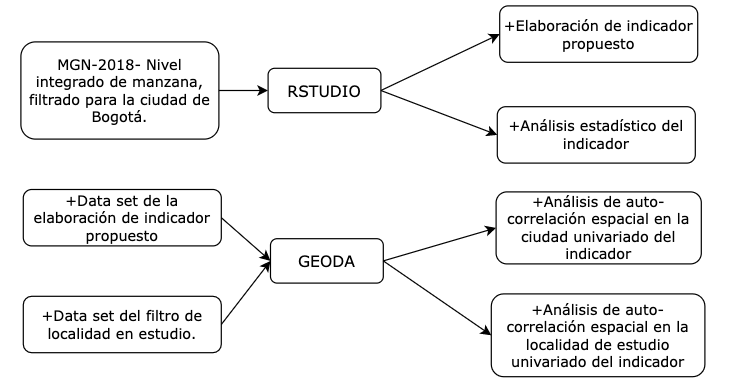 MGN-2018- Nivel
integrado de manzana,
filtrado para la ciudad de
Bogotá.
RSTUDIO
+Elaboración de indicador
propuesto
+Análisis estadístico del
indicador
+Data set de la
elaboración de indicador
propuesto
+Data set del filtro de
localidad en estudio.
GEODA
+Análisis de auto-
correlación espacial en la
ciudad univariado del
indicador
+Análisis de auto-
correlación espacial en la
localidad de estudio
univariado del indicador